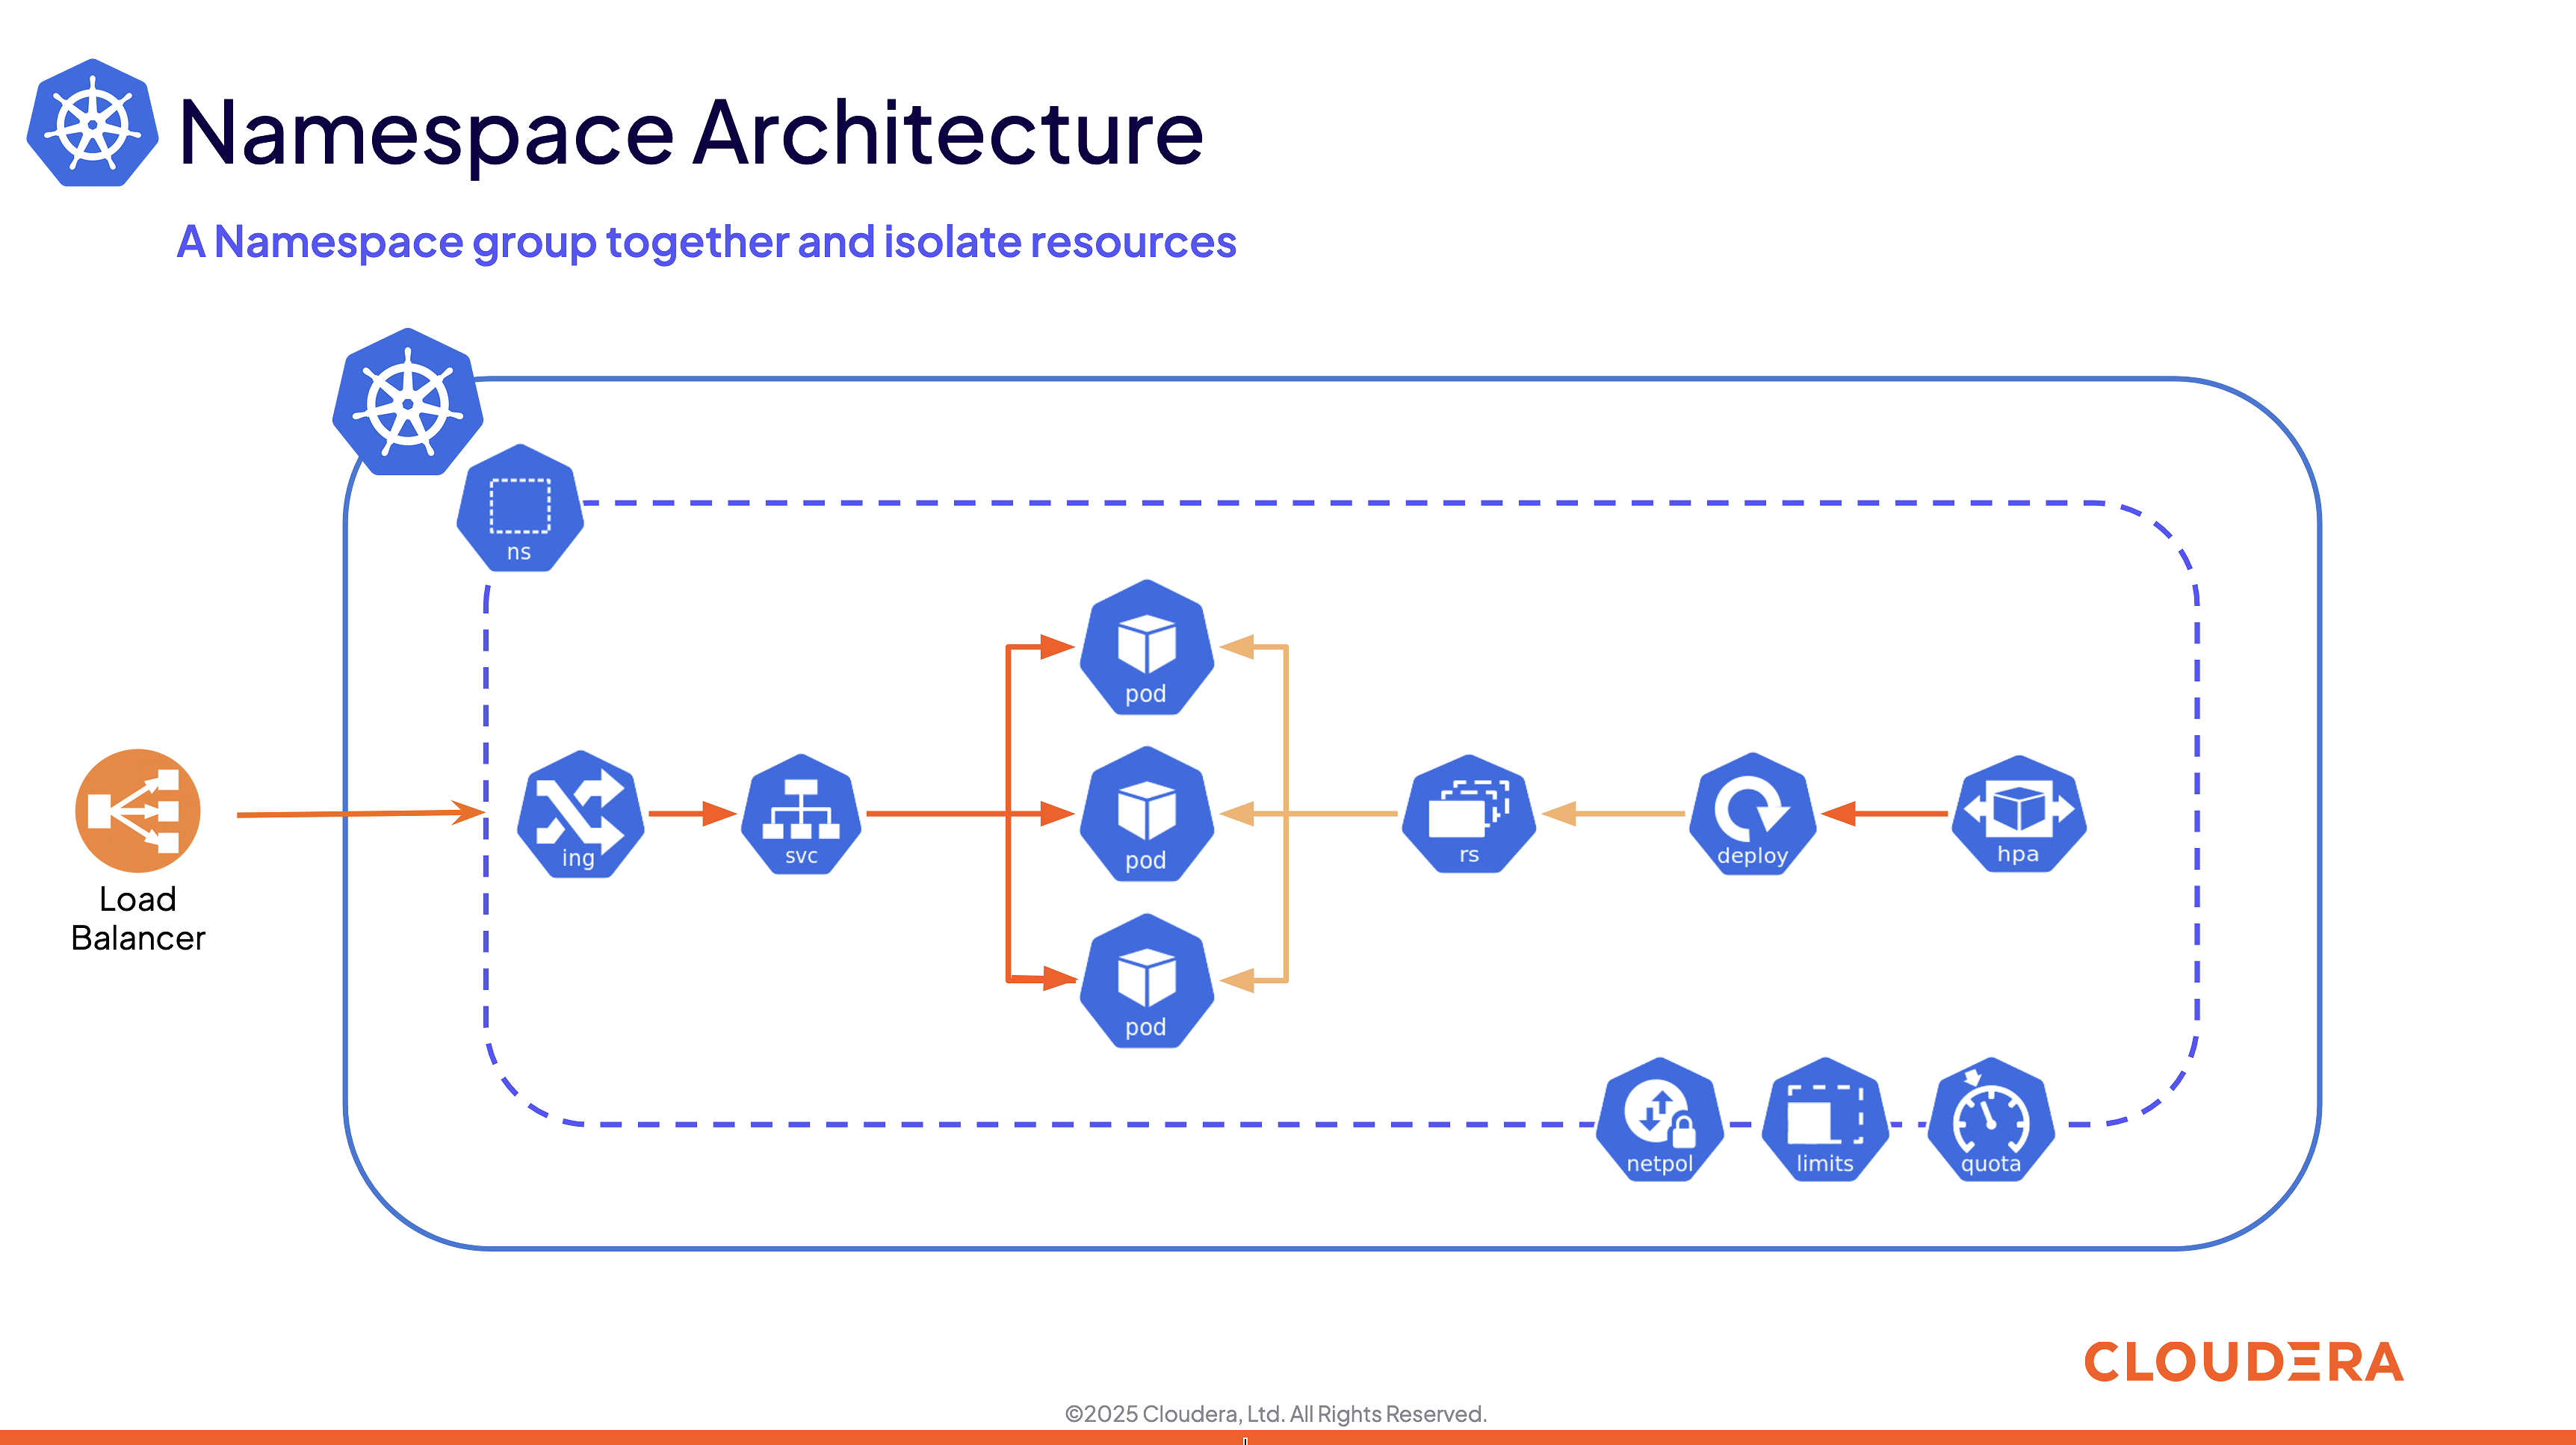 Namespace Architecture
A Namespace group together and isolate resources
ns
pod
Load
Balancer
ing
svc
pod
rs
deploy
hpa
pod
netpol
limits
quota
CLOUDERA
©2025 Cloudera, Ltd. All Rights Reserved.